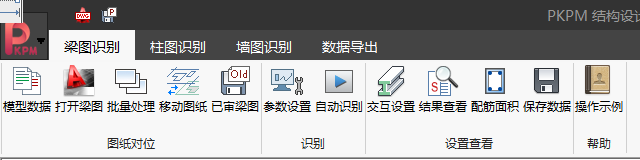 DWG
PKPM 结构设计
PKPM
梁图识别 柱图识别 墙图识别 数据导出
Old
模型数据 打开梁图 批量处理 移动图纸 已审梁图 参数设置 自动识别 交互设置 结果查看 配筋面积 保存数据 操作示例
图纸对位 识别 设置查看 帮助